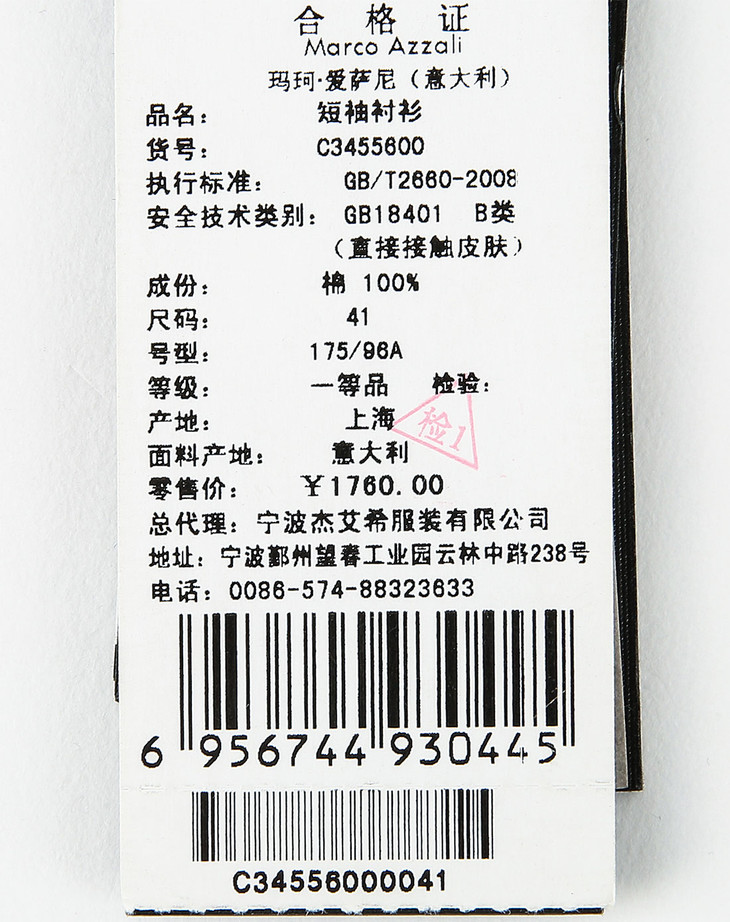 合格证
Marco Azzali
玛珂·爱萨尼（意大利）
品名： 短袖衬衫
货号： C3455600
执行标准： GB/T2660-2008
安全技术类别： GB18401 B类
（直接接触皮肤）
成份： 棉 100%
尺码： 41
号型： 175/96A
等级： 一等品 检验：
产地： 上海
检1
面料产地： 意大利
零售价： ￥1760.00
总代理：宁波杰艾希服装有限公司
地址：宁波鄞州望春工业园云林中路238号
电话：0086-574-88323633
6 956744 930445
C34556000041